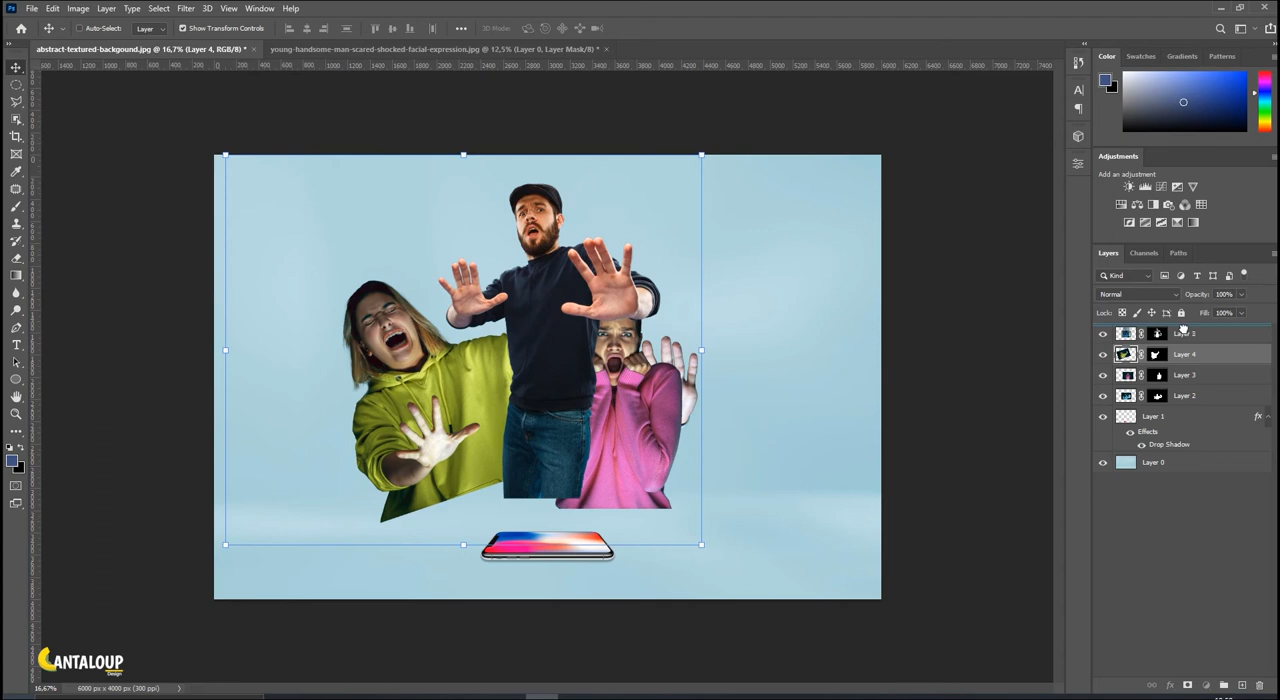 Ps File Edit Image Layer Type Select Filter 3D View Window Help
Auto-Select: Layer Show Transform Controls 3D Mode:
abstract-textured-backgound.jpg @ 16,7% (Layer 4, RGB/8) * × young-handsome-man-scared-shocked-facial-expression.jpg @ 12,5% (Layer 0, Layer Mask/8) * ×
Color Swatches Gradients Patterns
Adjustments
Add an adjustment
Layers Channels Paths
Kind
Normal Opacity: 100%
Lock: Fill: 100%
Layer 4
Layer 3
Layer 2
Layer 1 fx
Effects
Drop Shadow
Layer 0
CANTALOUP
Design
16,67% 6000 px x 4000 px (300 ppi)